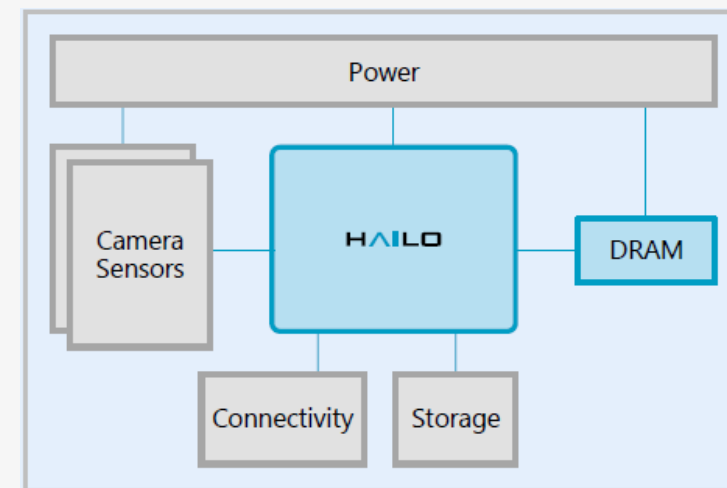 Power
Camera
Sensors
HAILO
DRAM
Connectivity
Storage